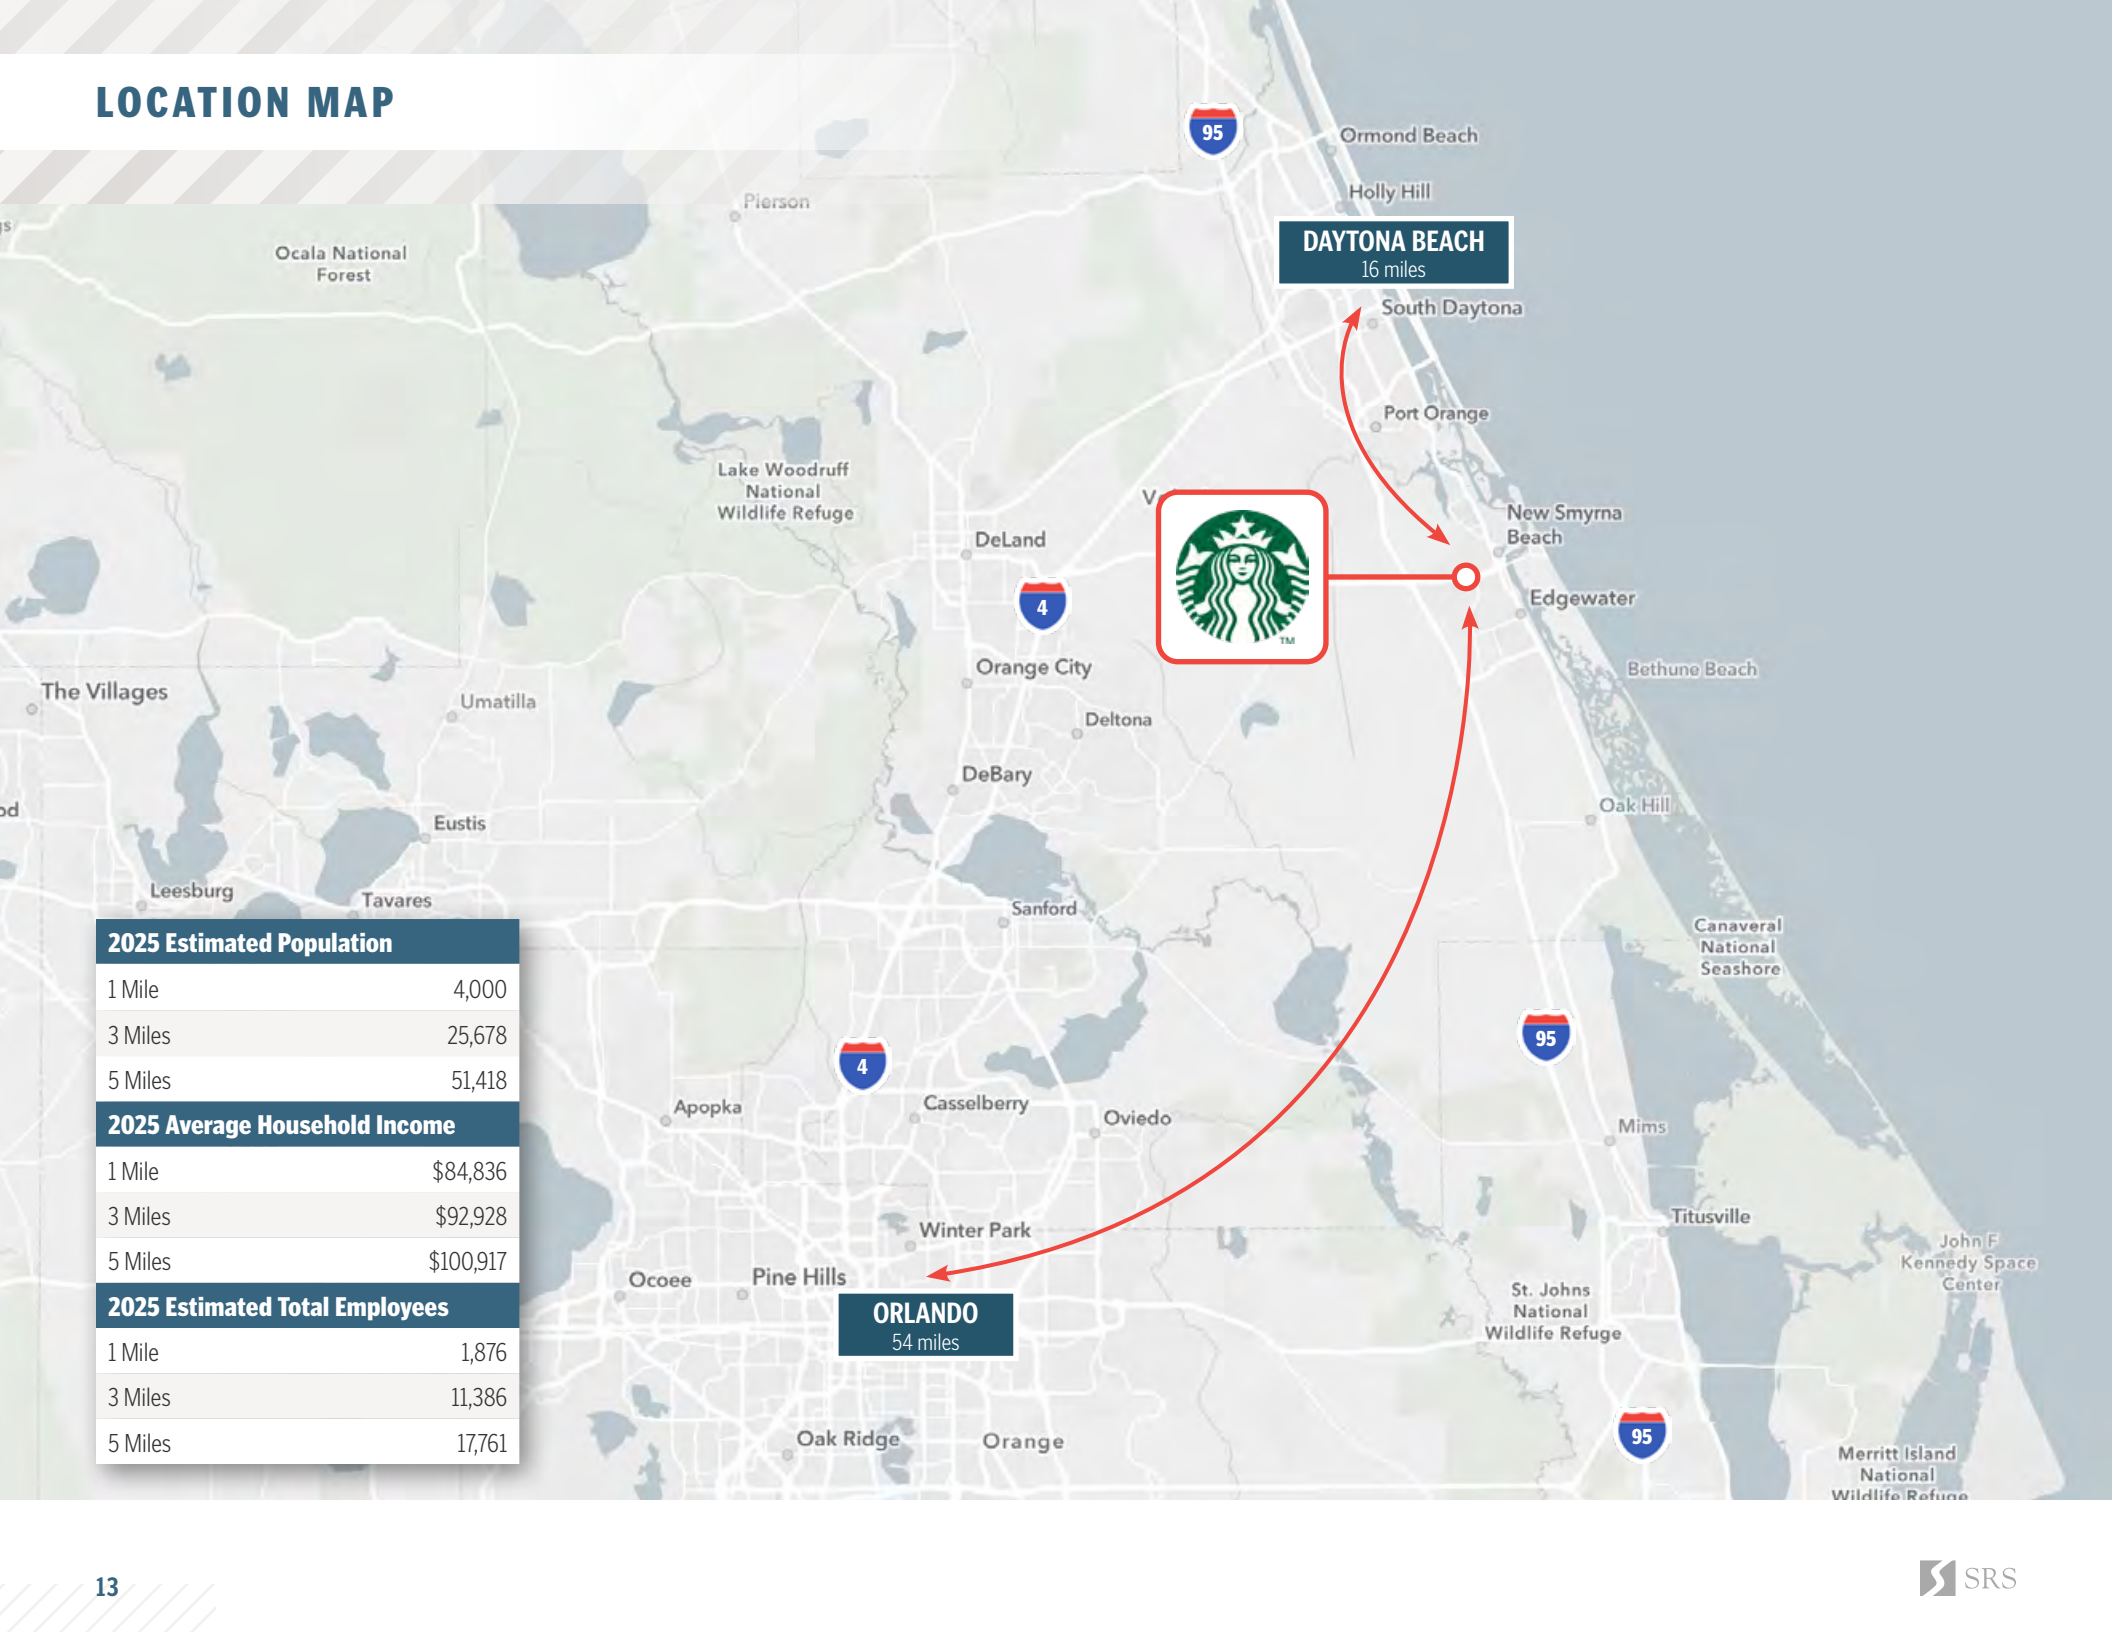 LOCATION MAP
95
Ormond Beach
Holly Hill
Pierson
DAYTONA BEACH
16 miles
Ocala National
Forest
South Daytona
Port Orange
Lake Woodruff
National
Wildlife Refuge
New Smyrna
Beach
DeLand
4
TM
Edgewater
Orange City
Bethune Beach
The Villages
Umatilla
Deltona
DeBary
Oak Hill
Eustis
Leesburg
Tavares
Sanford
Canaveral
National
Seashore
2025 Estimated Population
1 Mile 4,000
3 Miles 25,678
5 Miles 51,418
2025 Average Household Income
1 Mile $84,836
3 Miles $92,928
5 Miles $100,917
2025 Estimated Total Employees
1 Mile 1,876
3 Miles 11,386
5 Miles 17,761
95
4
Apopka
Casselberry
Oviedo
Mims
Winter Park
Titusville
John F
Kennedy Space
Center
Ocoee
Pine Hills
St. Johns
National
Wildlife Refuge
ORLANDO
54 miles
Oak Ridge
Orange
95
Merritt Island
National
Wildlife Refuge
13
SRS